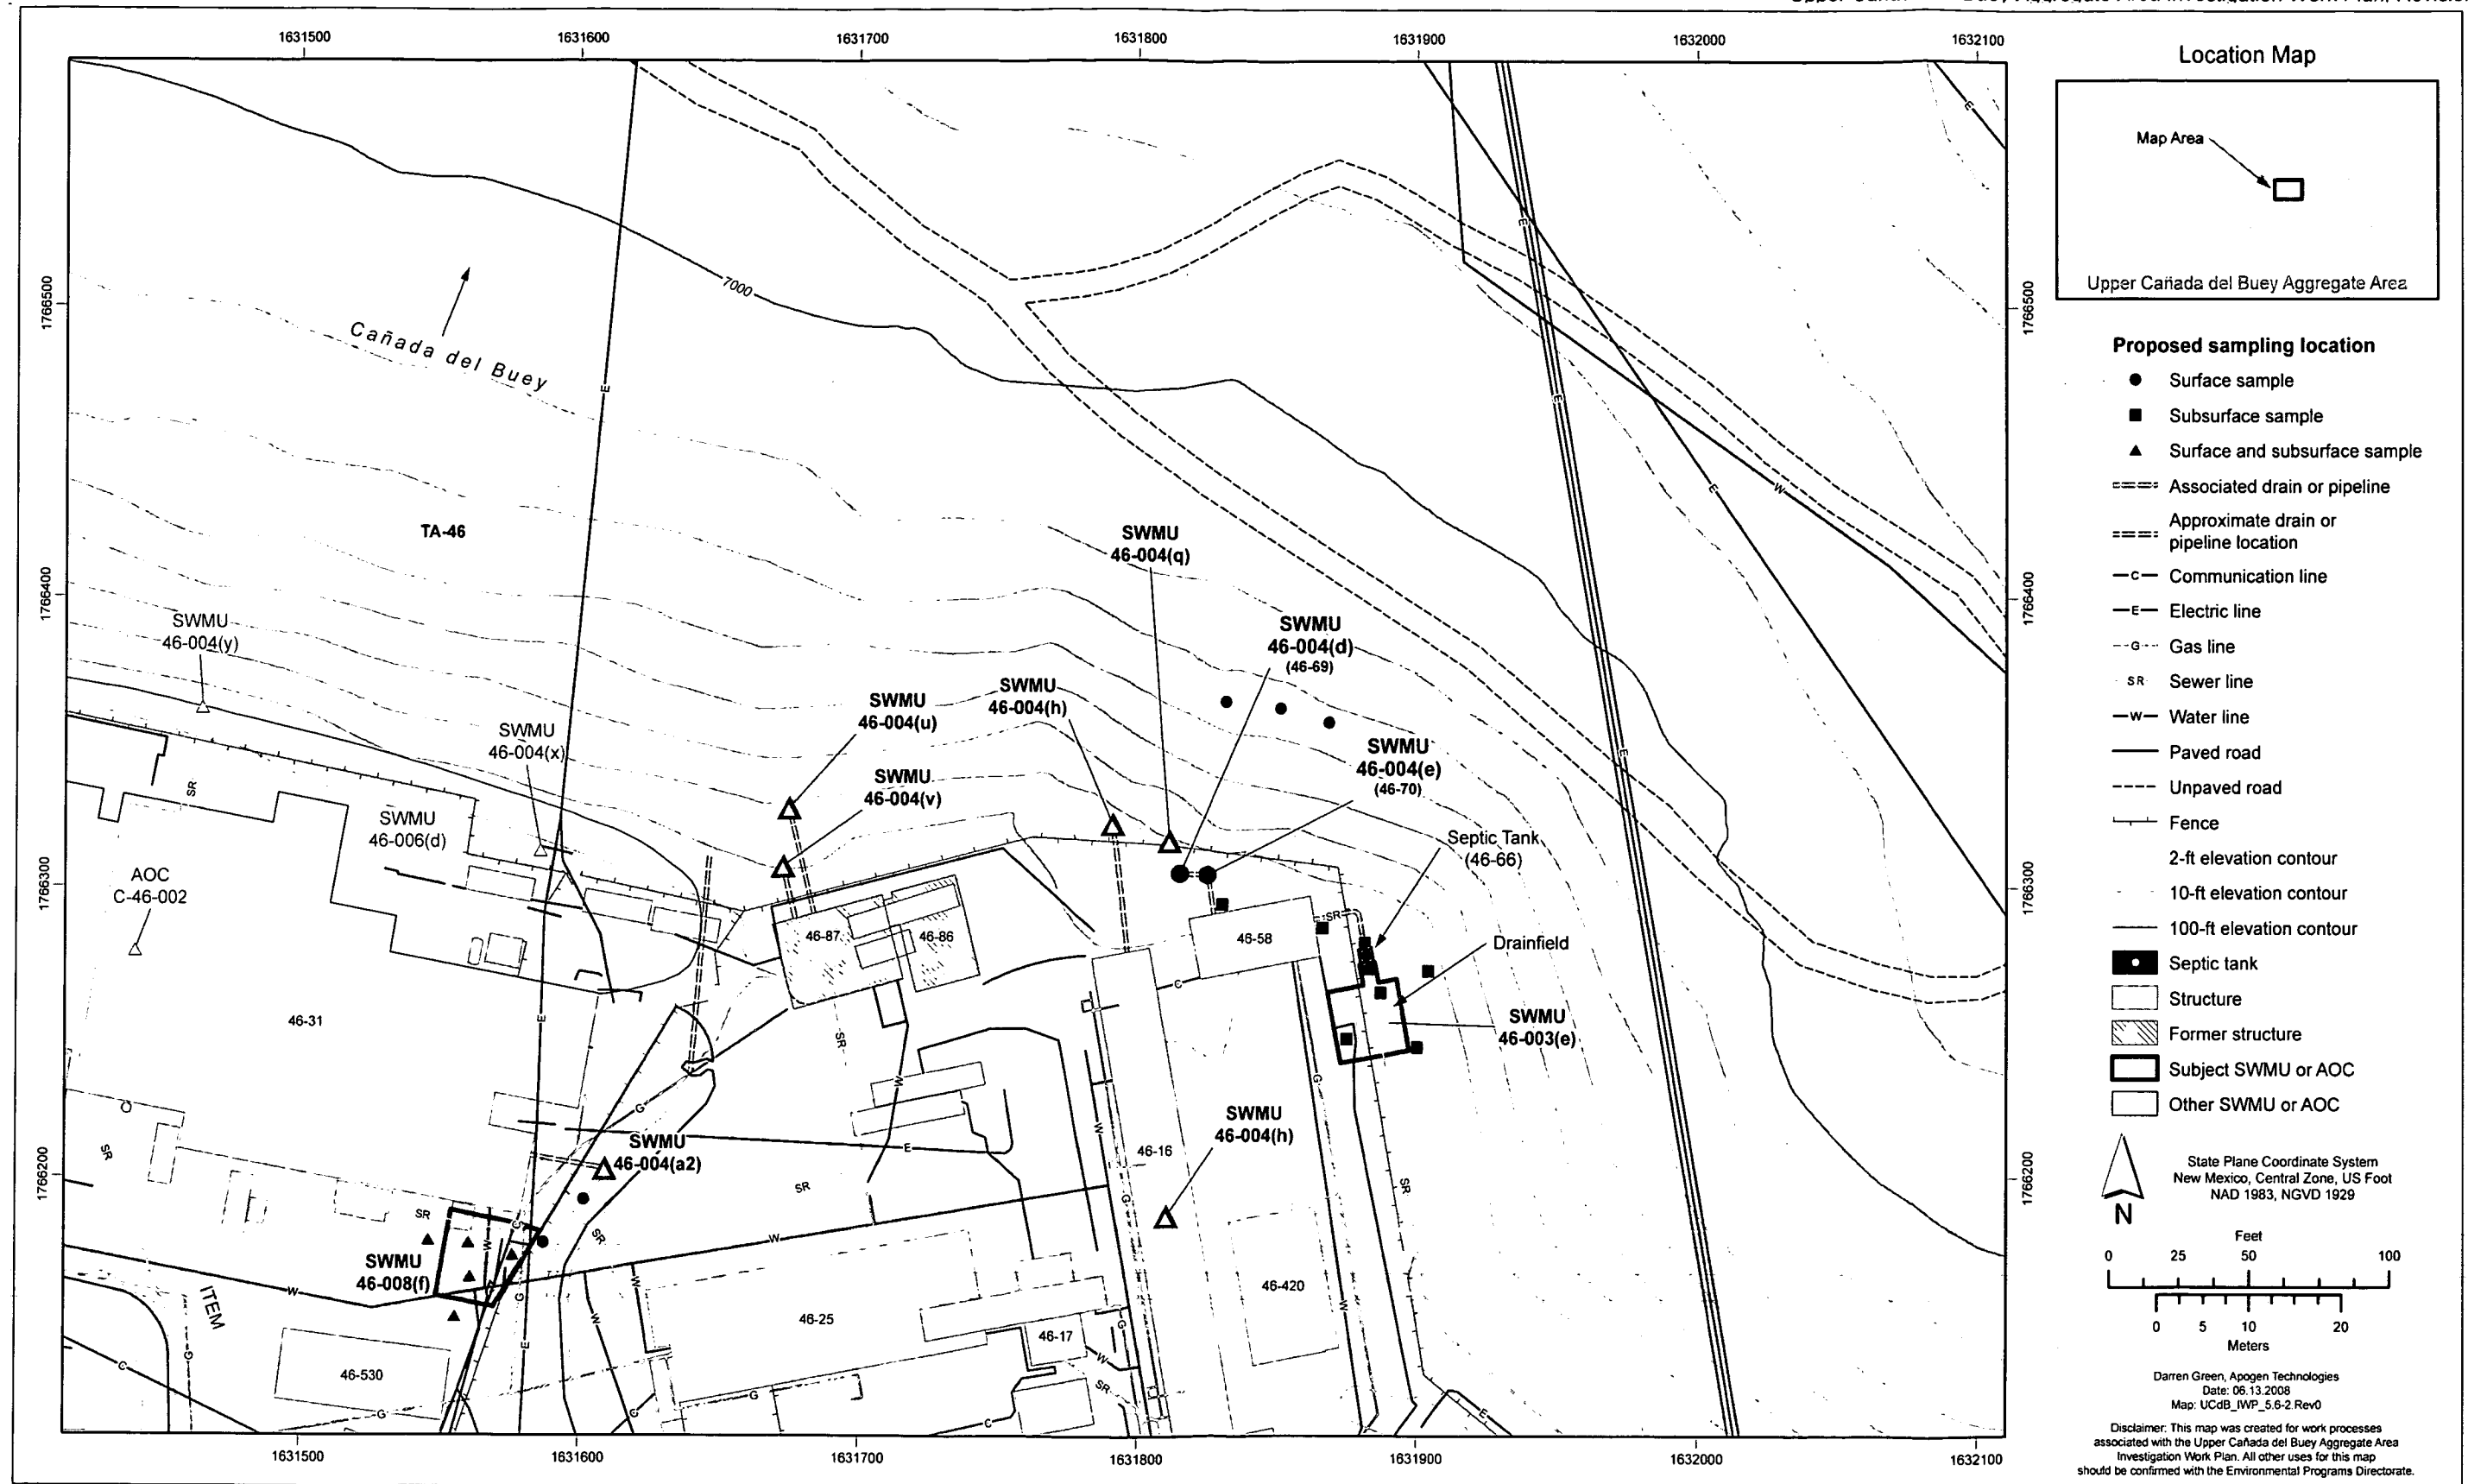 1631500 1631600 1631700 1631800 1631900 1632000 1632100
1766500
1766400
1766300
1766200
1766500
1766400
1766300
1766200
7000
Cañada del Buey
TA-46
SWMU
46-004(y)
SWMU
46-004(x)
SWMU
46-006(d)
AOC
C-46-002
SWMU
46-004(u)
SWMU
46-004(v)
SWMU
46-004(h)
SWMU
46-004(q)
SWMU
46-004(d)
(46-69)
SWMU
46-004(e)
(46-70)
Septic Tank
(46-66)
Drainfield
SWMU
46-003(e)
SWMU
46-004(h)
SWMU
46-004(a2)
SWMU
46-008(f)
46-87
46-86
46-58
46-31
46-16
46-420
46-25
46-17
46-530
ITEM
1631500 1631600 1631700 1631800 1631900 1632000 1632100
Location Map
Map Area
Upper Cañada del Buey Aggregate Area
Proposed sampling location
Surface sample
Subsurface sample
Surface and subsurface sample
Associated drain or pipeline
Approximate drain or
pipeline location
C Communication line
E Electric line
G Gas line
SR Sewer line
W Water line
Paved road
Unpaved road
Fence
2-ft elevation contour
10-ft elevation contour
100-ft elevation contour
Septic tank
Structure
Former structure
Subject SWMU or AOC
Other SWMU or AOC
State Plane Coordinate System
New Mexico, Central Zone, US Foot
NAD 1983, NGVD 1929
N
Feet
0 25 50 100
0 5 10 20
Meters
Darren Green, Apogen Technologies
Date: 06.13.2008
Map: UCdB_IWP_5.6-2.Rev0
Disclaimer: This map was created for work processes
associated with the Upper Cañada del Buey Aggregate Area
Investigation Work Plan. All other uses for this map
should be confirmed with the Environmental Programs Directorate.